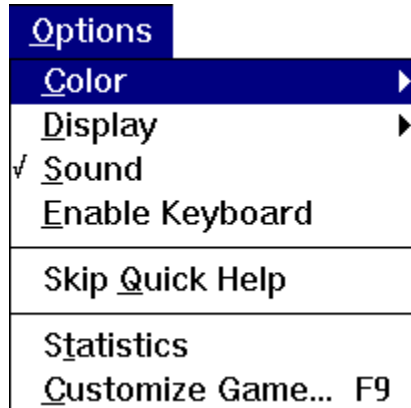 Options
Color
Display
√ Sound
Enable Keyboard
Skip Quick Help
Statistics
Customize Game... F9